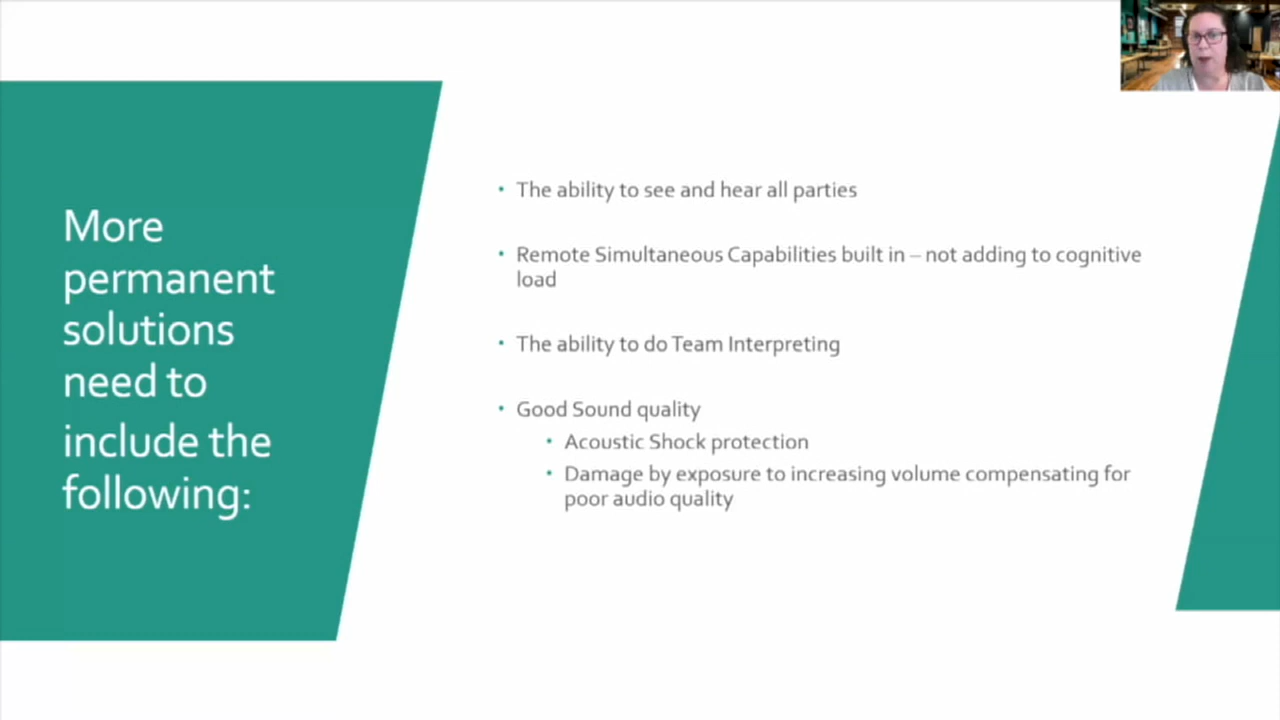 More
permanent
solutions
need to
include the
following:
• The ability to see and hear all parties
• Remote Simultaneous Capabilities built in – not adding to cognitive
load
• The ability to do Team Interpreting
• Good Sound quality
• Acoustic Shock protection
• Damage by exposure to increasing volume compensating for
poor audio quality